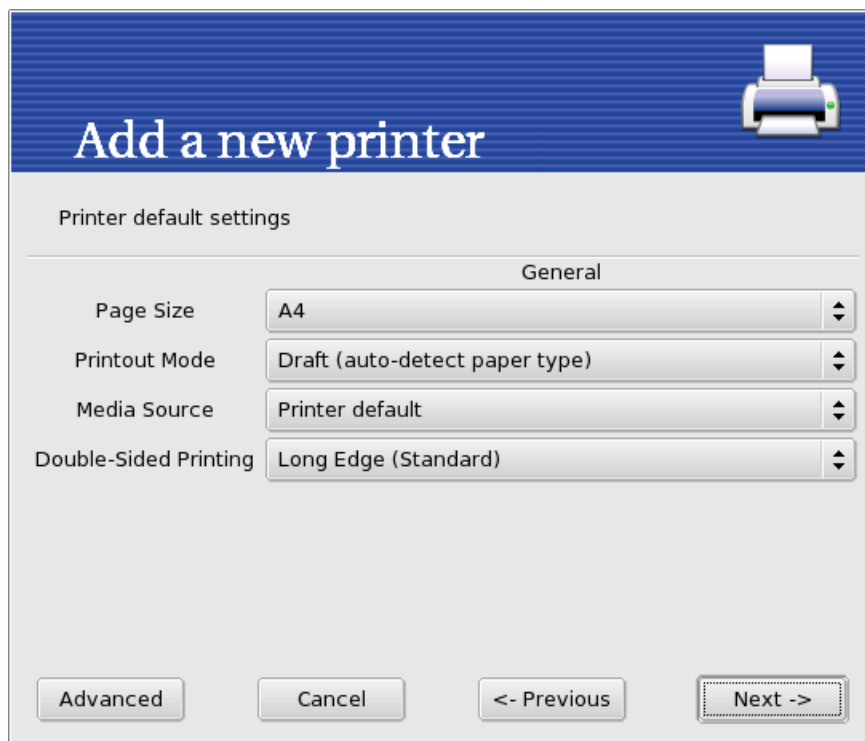 Add a new printer
Printer default settings
General
Page Size A4
Printout Mode Draft (auto-detect paper type)
Media Source Printer default
Double-Sided Printing Long Edge (Standard)
Advanced Cancel <- Previous Next ->